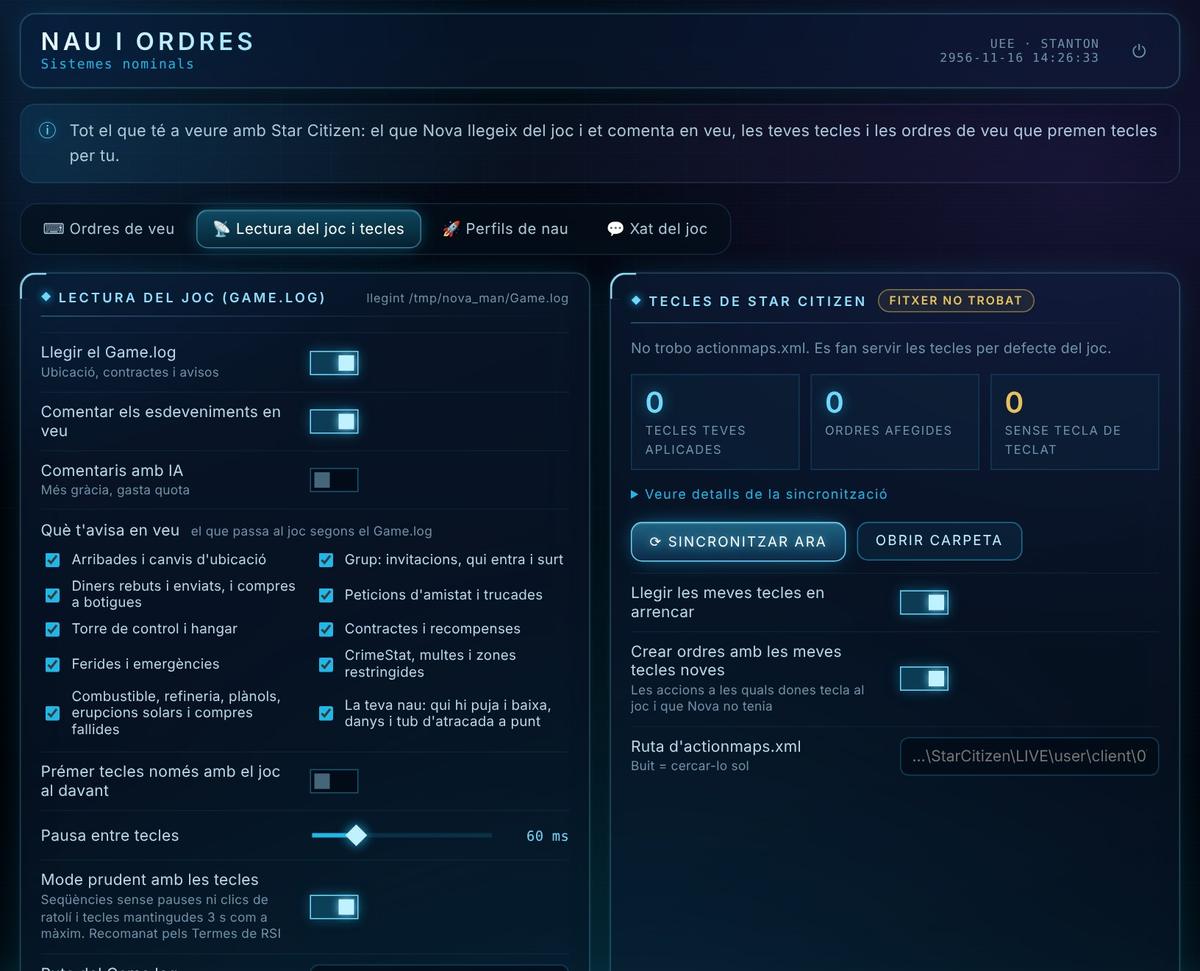 NAU I ORDRES
Sistemes nominals
UEE · STANTON
2956-11-16 14:26:33
Tot el que té a veure amb Star Citizen: el que Nova llegeix del joc i et comenta en veu, les teves tecles i les ordres de veu que premen tecles
per tu.
Ordres de veu
Lectura del joc i tecles
Perfils de nau
Xat del joc
LECTURA DEL JOC (GAME.LOG)
llegint /tmp/nova_man/Game.log
Llegir el Game.log
Ubicació, contractes i avisos
Comentar els esdeveniments en
veu
Comentaris amb IA
Més gràcia, gasta quota
Què t'avisa en veu el que passa al joc segons el Game.log
Arribades i canvis d'ubicació
Grup: invitacions, qui entra i surt
Diners rebuts i enviats, i compres
a botigues
Peticions d'amistat i trucades
Torre de control i hangar
Contractes i recompenses
Ferides i emergències
CrimeStat, multes i zones
restringides
Combustible, refineria, plànols,
erupcions solars i compres
fallides
La teva nau: qui hi puja i baixa,
danys i tub d'atracada a punt
Prémer tecles només amb el joc
al davant
Pausa entre tecles
60 ms
Mode prudent amb les tecles
Seqüències sense pauses ni clics de
ratolí i tecles mantingudes 3 s com a
màxim. Recomanat pels Termes de RSI
TECLES DE STAR CITIZEN
FITXER NO TROBAT
No trobo actionmaps.xml. Es fan servir les tecles per defecte del joc.
0
TECLES TEVES
APLICADES
0
ORDRES AFEGIDES
0
SENSE TECLA DE
TECLAT
Veure detalls de la sincronització
⟳ SINCRONITZAR ARA
OBRIR CARPETA
Llegir les meves tecles en
arrencar
Crear ordres amb les meves
tecles noves
Les accions a les quals dones tecla al
joc i que Nova no tenia
Ruta d'actionmaps.xml
Buit = cercar-lo sol
...\StarCitizen\LIVE\user\client\0